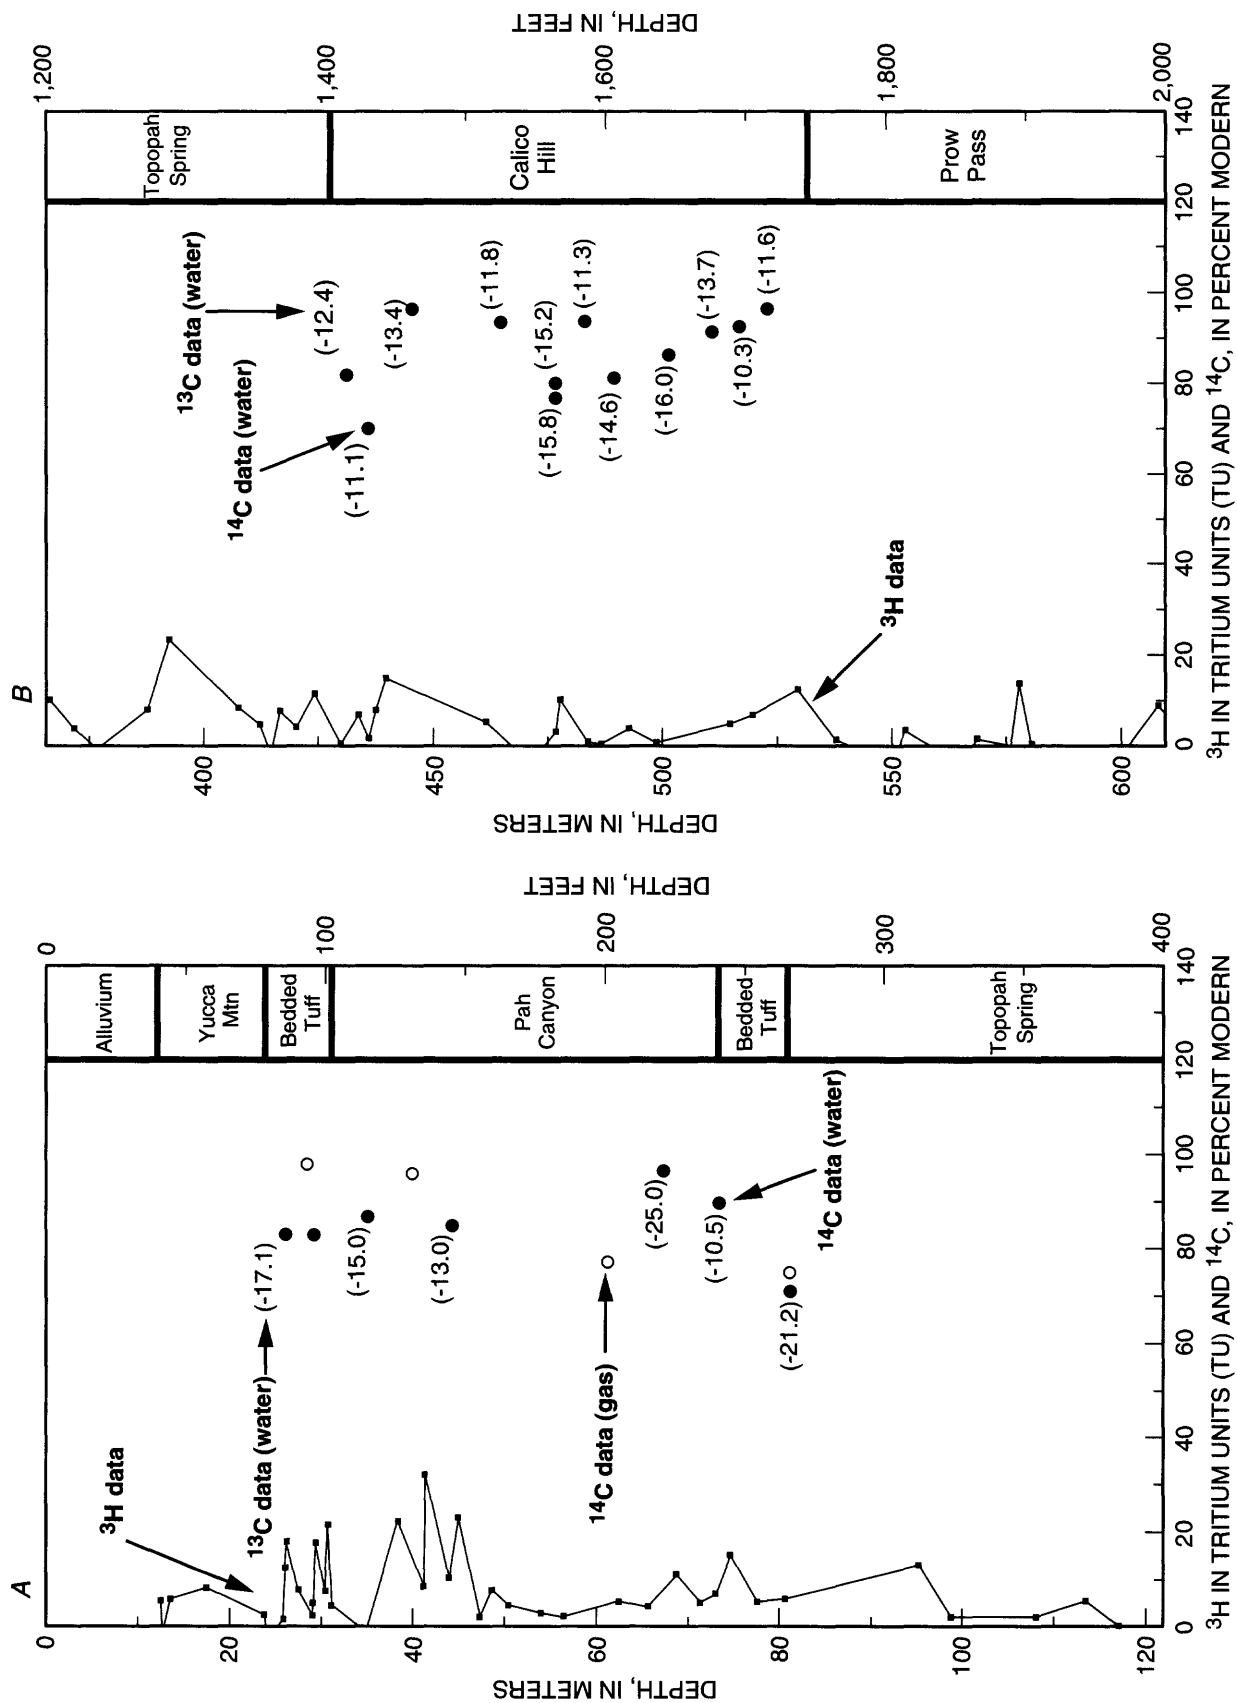 A
DEPTH, IN METERS
0
20
40
60
80
100
120
DEPTH, IN FEET
0
100
200
300
400
Alluvium
Yucca
Mtn
Bedded
Tuff
Pah
Canyon
Bedded
Tuff
Topopah
Spring
3H data
13C data (water)
14C data (gas)
14C data (water)
(-17.1)
(-15.0)
(-13.0)
(-25.0)
(-10.5)
(-21.2)
0
20
40
60
80
100
120
140
3H IN TRITIUM UNITS (TU) AND 14C, IN PERCENT MODERN
B
DEPTH, IN METERS
400
450
500
550
600
DEPTH, IN FEET
1,200
1,400
1,600
1,800
2,000
Topopah
Spring
Calico
Hill
Prow
Pass
13C data (water)
14C data (water)
3H data
(-12.4)
(-11.1)
(-13.4)
(-11.8)
(-15.2)
(-15.8)
(-11.3)
(-14.6)
(-16.0)
(-13.7)
(-10.3)
(-11.6)
0
20
40
60
80
100
120
140
3H IN TRITIUM UNITS (TU) AND 14C, IN PERCENT MODERN